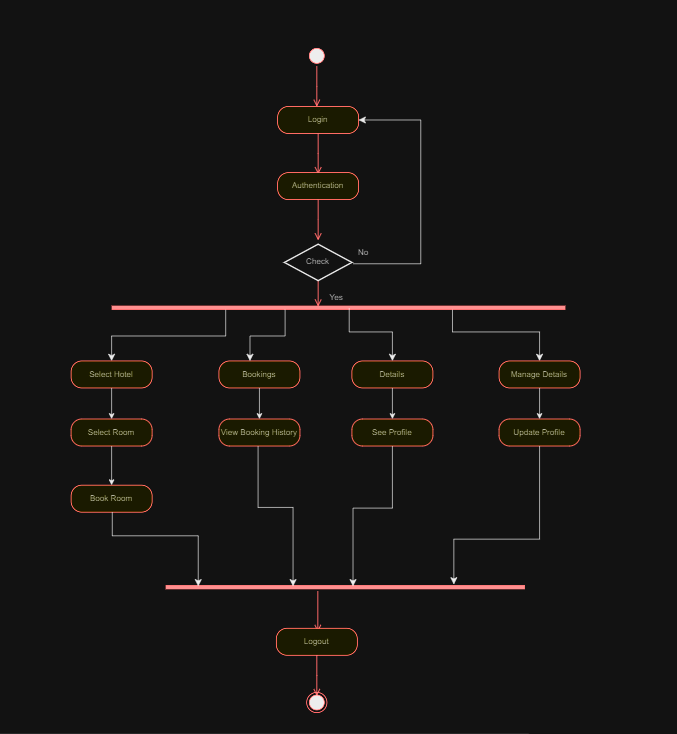 Login
Authentication
Check
No
Yes
Select Hotel
Bookings
Details
Manage Details
Select Room
View Booking History
See Profile
Update Profile
Book Room
Logout